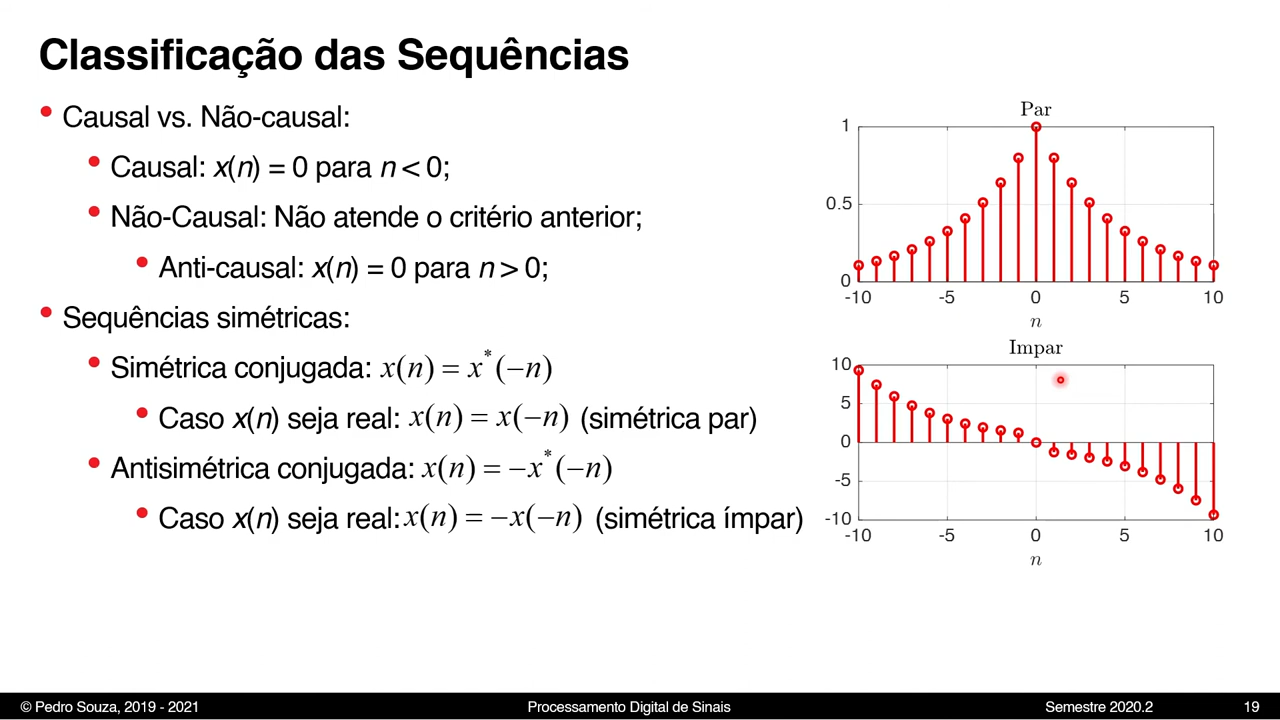 Classificação das Sequências
• Causal vs. Não-causal:
• Causal: x(n) = 0 para n < 0;
• Não-Causal: Não atende o critério anterior;
• Anti-causal: x(n) = 0 para n > 0;
• Sequências simétricas:
• Simétrica conjugada: x(n) = x*(−n)
• Caso x(n) seja real: x(n) = x(−n) (simétrica par)
• Antisimétrica conjugada: x(n) = −x*(−n)
• Caso x(n) seja real: x(n) = −x(−n) (simétrica ímpar)
Par
1
0.5
0
-10 -5 0 5 10
n
Impar
10
5
0
-5
-10
-10 -5 0 5 10
n
© Pedro Souza, 2019 - 2021 Processamento Digital de Sinais Semestre 2020.2 19